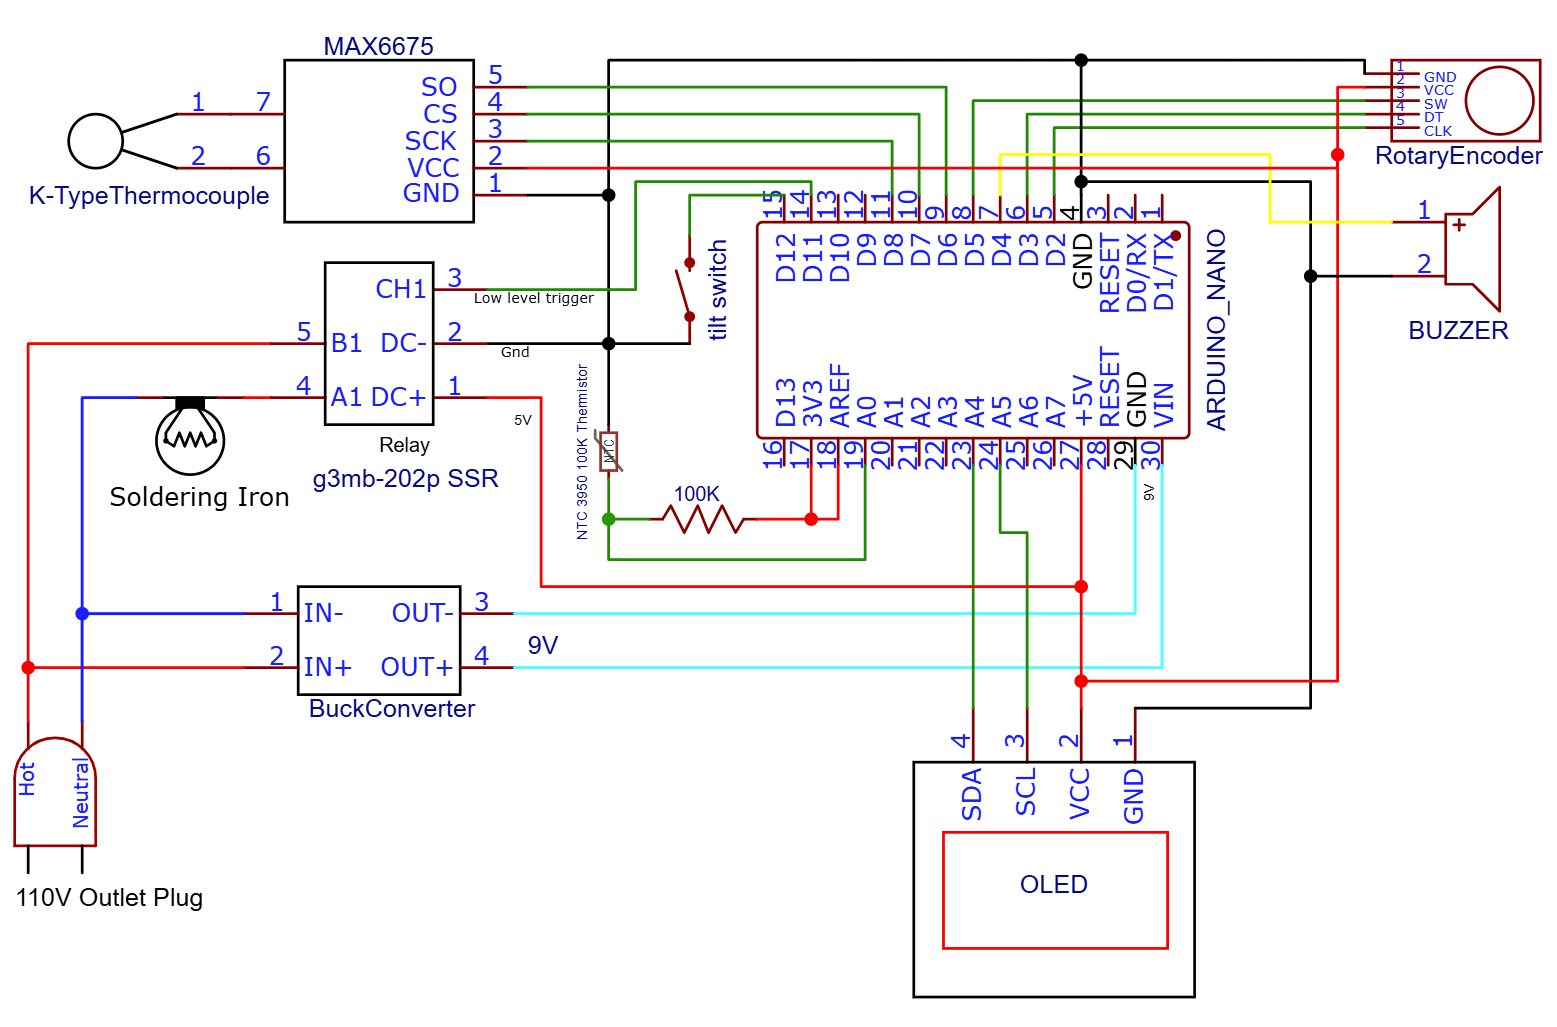 MAX6675
1
2
7
6
K-TypeThermocouple
SO
CS
SCK
VCC
GND
5
4
3
2
1
1
2
3
4
5
GND
VCC
SW
DT
CLK
RotaryEncoder
15
14
13
12
11
10
9
8
7
6
5
4
3
2
1
D12
D11
D10
D9
D8
D7
D6
D5
D4
D3
D2
GND
RESET
D0/RX
D1/TX
ARDUINO_NANO
D13
3V3
AREF
A0
A1
A2
A3
A4
A5
A6
A7
+5V
RESET
GND
VIN
16
17
18
19
20
21
22
23
24
25
26
27
28
29
30
9V
1
2
+
BUZZER
tilt switch
CH1
DC-
DC+
B1
A1
3
2
1
5
4
Low level trigger
Gnd
5V
Relay
g3mb-202p SSR
Soldering Iron
NTC 3950 100K Thermistor
NTC
100K
1
2
IN-
IN+
OUT-
OUT+
3
4
9V
BuckConverter
Hot
Neutral
110V Outlet Plug
4
3
2
1
SDA
SCL
VCC
GND
OLED